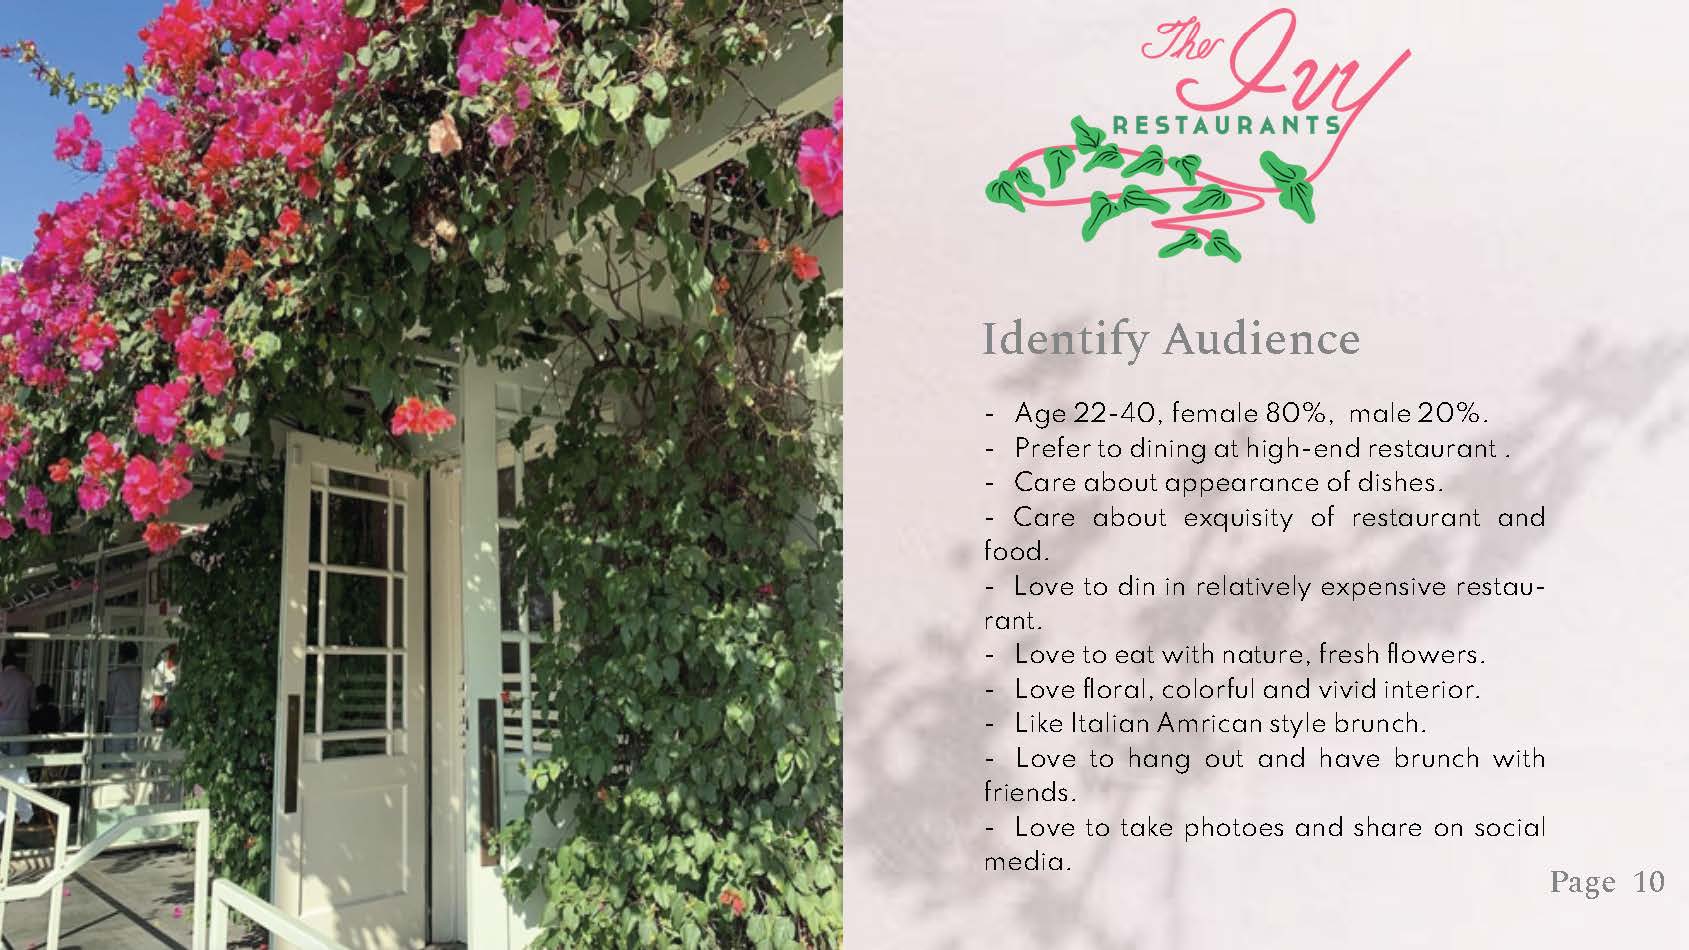 The Ivy
RESTAURANTS
Identify Audience
- Age 22-40, female 80%, male 20%.
- Prefer to dining at high-end restaurant .
- Care about appearance of dishes.
- Care about exquisity of restaurant and
food.
- Love to din in relatively expensive restau-
rant.
- Love to eat with nature, fresh flowers.
- Love floral, colorful and vivid interior.
- Like Italian Amrican style brunch.
- Love to hang out and have brunch with
friends.
- Love to take photoes and share on social
media.
Page 10